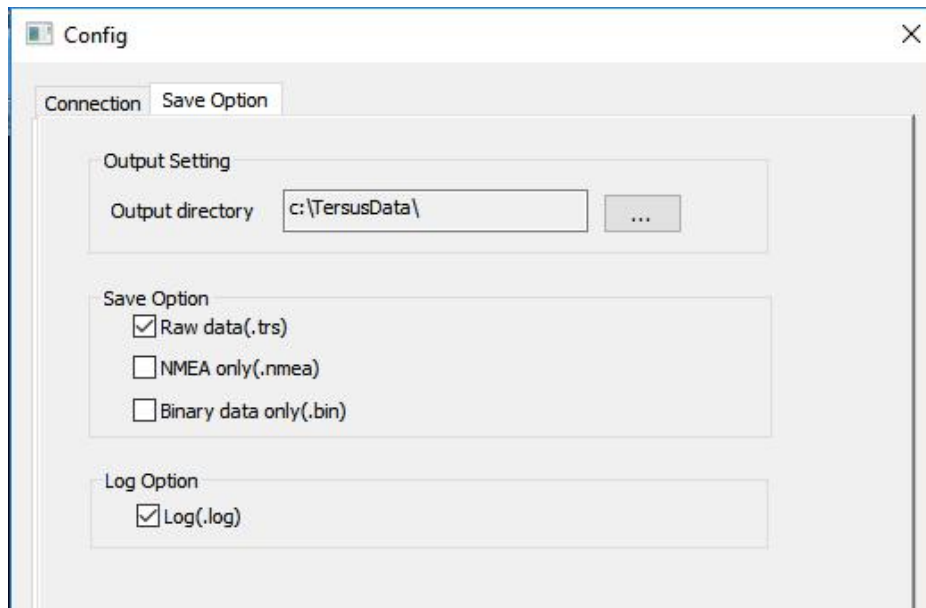 Config
Connection Save Option
Output Setting
Output directory c:\TersusData\ ...
Save Option
Raw data(.trs)
NMEA only(.nmea)
Binary data only(.bin)
Log Option
Log(.log)